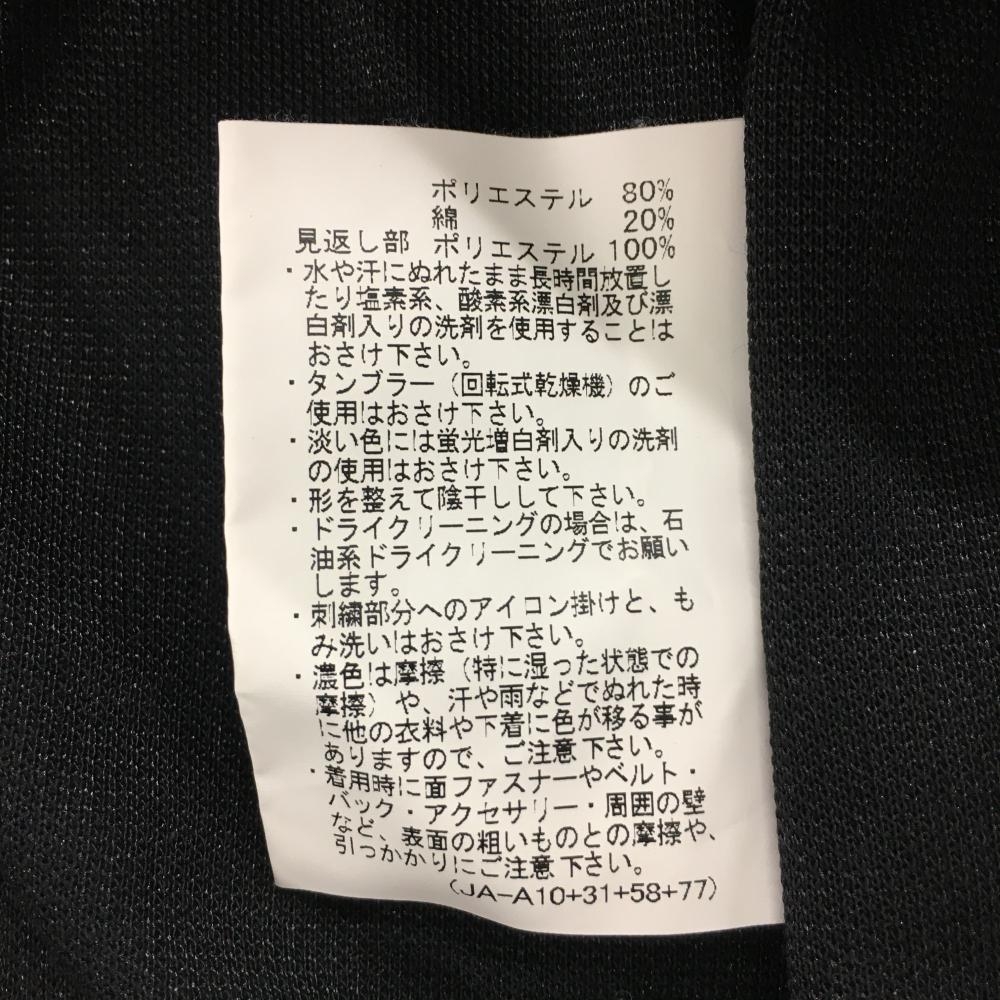 ポリエステル 80%
綿 20%
見返し部 ポリエステル 100%
・水や汗にぬれたまま長時間放置し
たり塩素系、酸素系漂白剤及び漂
白剤入りの洗剤を使用することは
おさけ下さい。
・タンブラー(回転式乾燥機)のご
使用はおさけ下さい。
・淡い色には蛍光増白剤入りの洗剤
の使用はおさけ下さい。
・形を整えて陰干しして下さい。
・ドライクリーニングの場合は、石
油系ドライクリーニングでお願い
します。
・刺繍部分へのアイロン掛けと、も
み洗いはおさけ下さい。
・濃色は摩擦(特に湿った状態での
摩擦)や、汗や雨などでぬれた時
に他の衣料や下着に色が移る事が
ありますので、ご注意下さい。
・着用時に面ファスナーやベルト・
バック・アクセサリー・周囲の壁
など、表面の粗いものとの摩擦や、
引っかかりにご注意下さい。
(JA-A10+31+58+77)